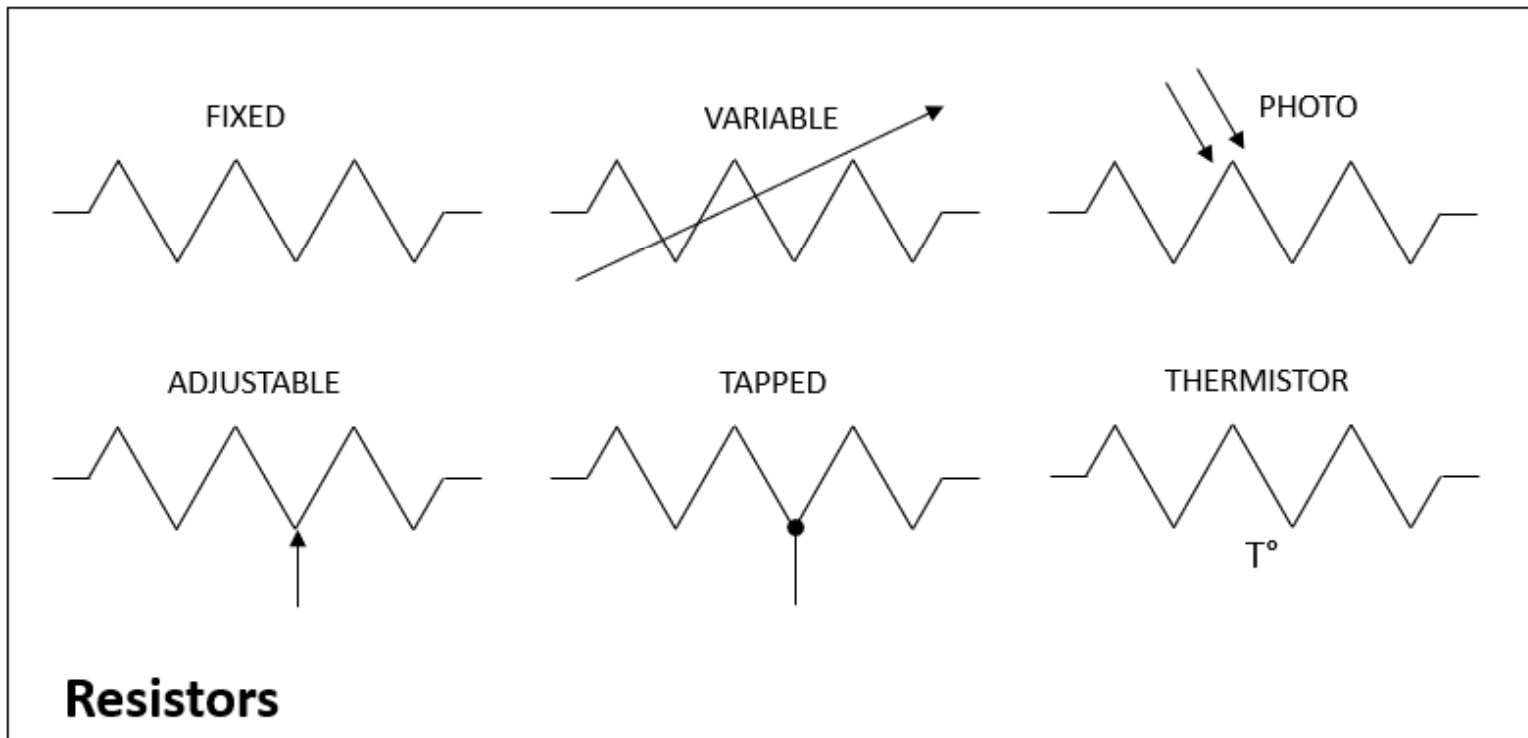 FIXED
VARIABLE
PHOTO
ADJUSTABLE
TAPPED
THERMISTOR
T°
Resistors